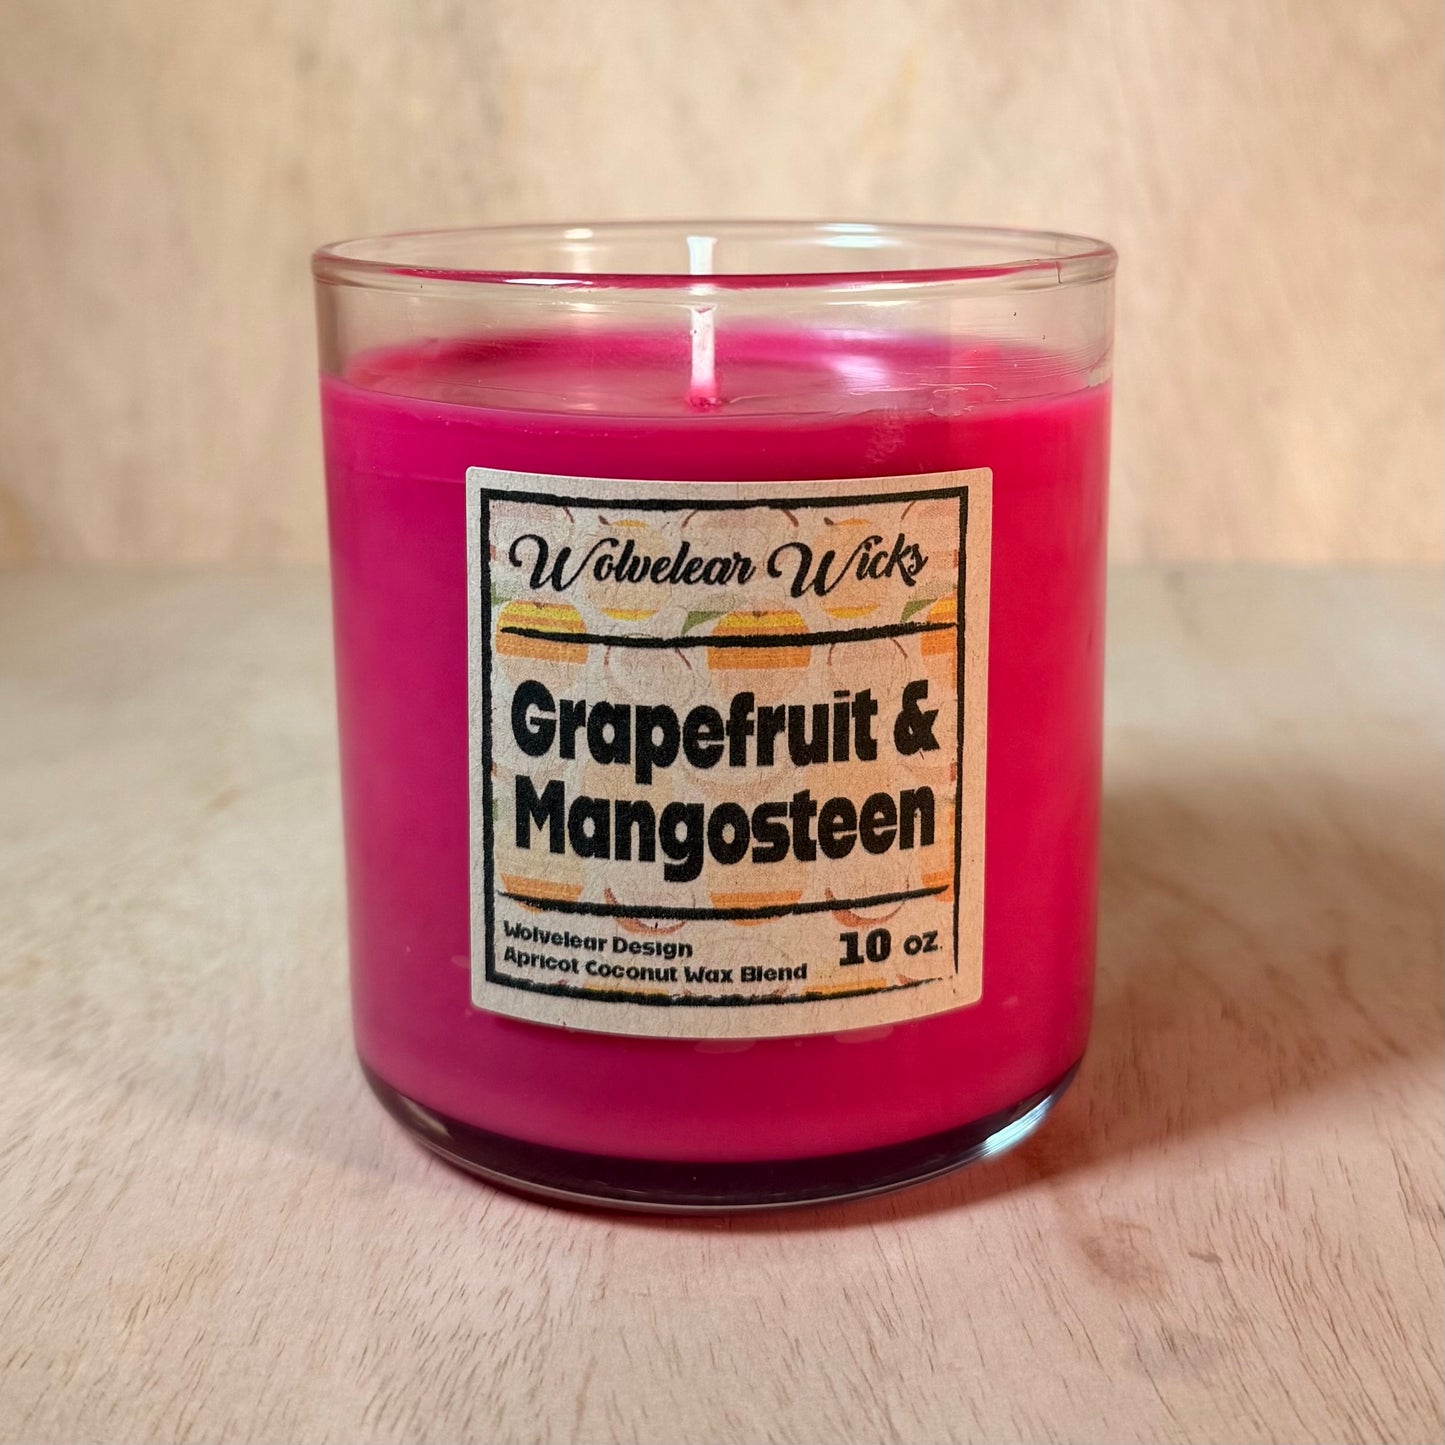 Wolvelear Wicks
Grapefruit &
Mangosteen
Wolvelear Design
Apricot Coconut Wax Blend
10 oz.